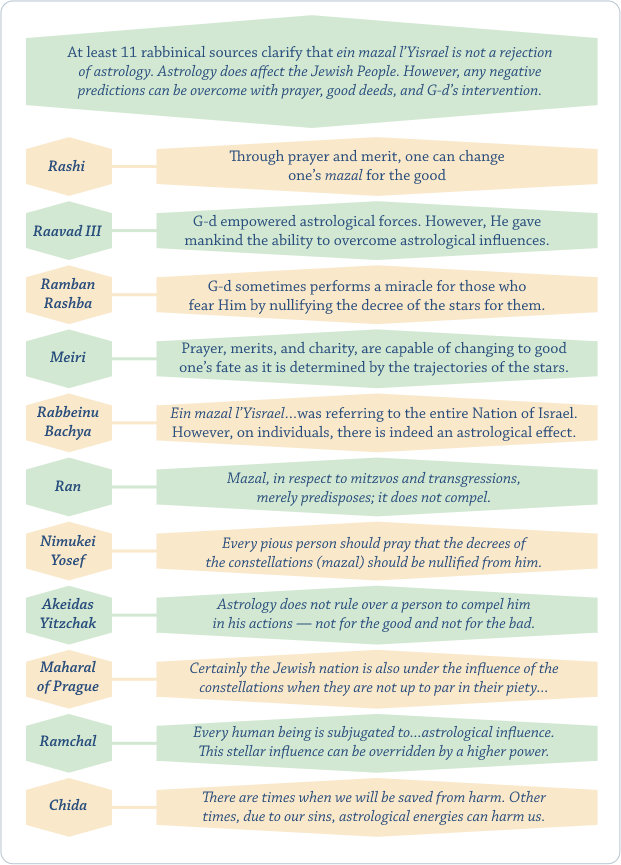 At least 11 rabbinical sources clarify that ein mazal l’Yisrael is not a rejection
of astrology. Astrology does affect the Jewish People. However, any negative
predictions can be overcome with prayer, good deeds, and G-d’s intervention.
Rashi
Through prayer and merit, one can change
one’s mazal for the good
Raavad III
G-d empowered astrological forces. However, He gave
mankind the ability to overcome astrological influences.
Ramban
Rashba
G-d sometimes performs a miracle for those who
fear Him by nullifying the decree of the stars for them.
Meiri
Prayer, merits, and charity, are capable of changing to good
one’s fate as it is determined by the trajectories of the stars.
Rabbeinu
Bachya
Ein mazal l’Yisrael...was referring to the entire Nation of Israel.
However, on individuals, there is indeed an astrological effect.
Ran
Mazal, in respect to mitzvos and transgressions,
merely predisposes; it does not compel.
Nimukei
Yosef
Every pious person should pray that the decrees of
the constellations (mazal) should be nullified from him.
Akeidas
Yitzchak
Astrology does not rule over a person to compel him
in his actions — not for the good and not for the bad.
Maharal
of Prague
Certainly the Jewish nation is also under the influence of the
constellations when they are not up to par in their piety...
Ramchal
Every human being is subjugated to...astrological influence.
This stellar influence can be overridden by a higher power.
Chida
There are times when we will be saved from harm. Other
times, due to our sins, astrological energies can harm us.